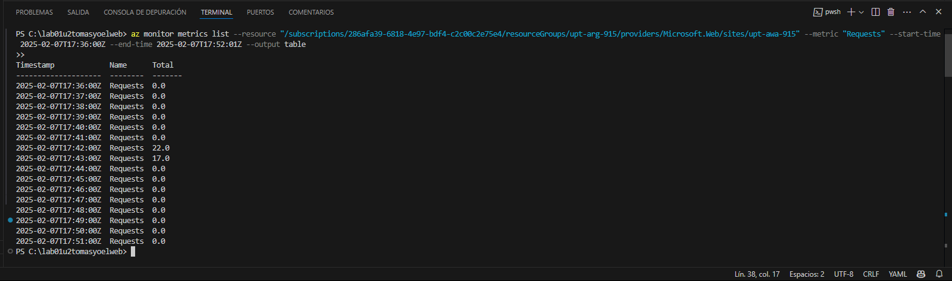 PROBLEMAS SALIDA CONSOLA DE DEPURACIÓN TERMINAL PUERTOS COMENTARIOS pwsh
PS C:\lab01u2tomasyoelweb> az monitor metrics list --resource "/subscriptions/286afa39-6818-4e97-bdf4-c2c00c2e75e4/resourceGroups/upt-arg-915/providers/Microsoft.Web/sites/upt-awa-915" --metric "Requests" --start-time
2025-02-07T17:36:00Z --end-time 2025-02-07T17:52:01Z --output table
>>
Timestamp Name Total
-------------------- -------- -------
2025-02-07T17:36:00Z Requests 0.0
2025-02-07T17:37:00Z Requests 0.0
2025-02-07T17:38:00Z Requests 0.0
2025-02-07T17:39:00Z Requests 0.0
2025-02-07T17:40:00Z Requests 0.0
2025-02-07T17:41:00Z Requests 0.0
2025-02-07T17:42:00Z Requests 22.0
2025-02-07T17:43:00Z Requests 17.0
2025-02-07T17:44:00Z Requests 0.0
2025-02-07T17:45:00Z Requests 0.0
2025-02-07T17:46:00Z Requests 0.0
2025-02-07T17:47:00Z Requests 0.0
2025-02-07T17:48:00Z Requests 0.0
2025-02-07T17:49:00Z Requests 0.0
2025-02-07T17:50:00Z Requests 0.0
2025-02-07T17:51:00Z Requests 0.0
PS C:\lab01u2tomasyoelweb>
Lín. 38, col. 17 Espacios: 2 UTF-8 CRLF YAML